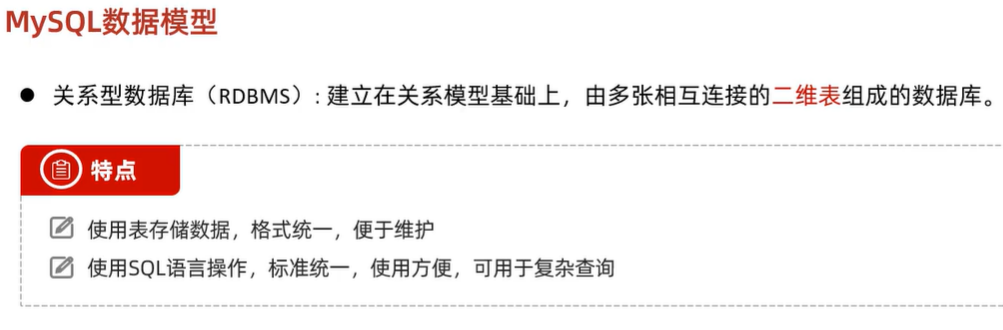 MySQL数据模型
● 关系型数据库（RDBMS）: 建立在关系模型基础上，由多张相互连接的二维表组成的数据库。
特点
使用表存储数据，格式统一，便于维护
使用SQL语言操作，标准统一，使用方便，可用于复杂查询